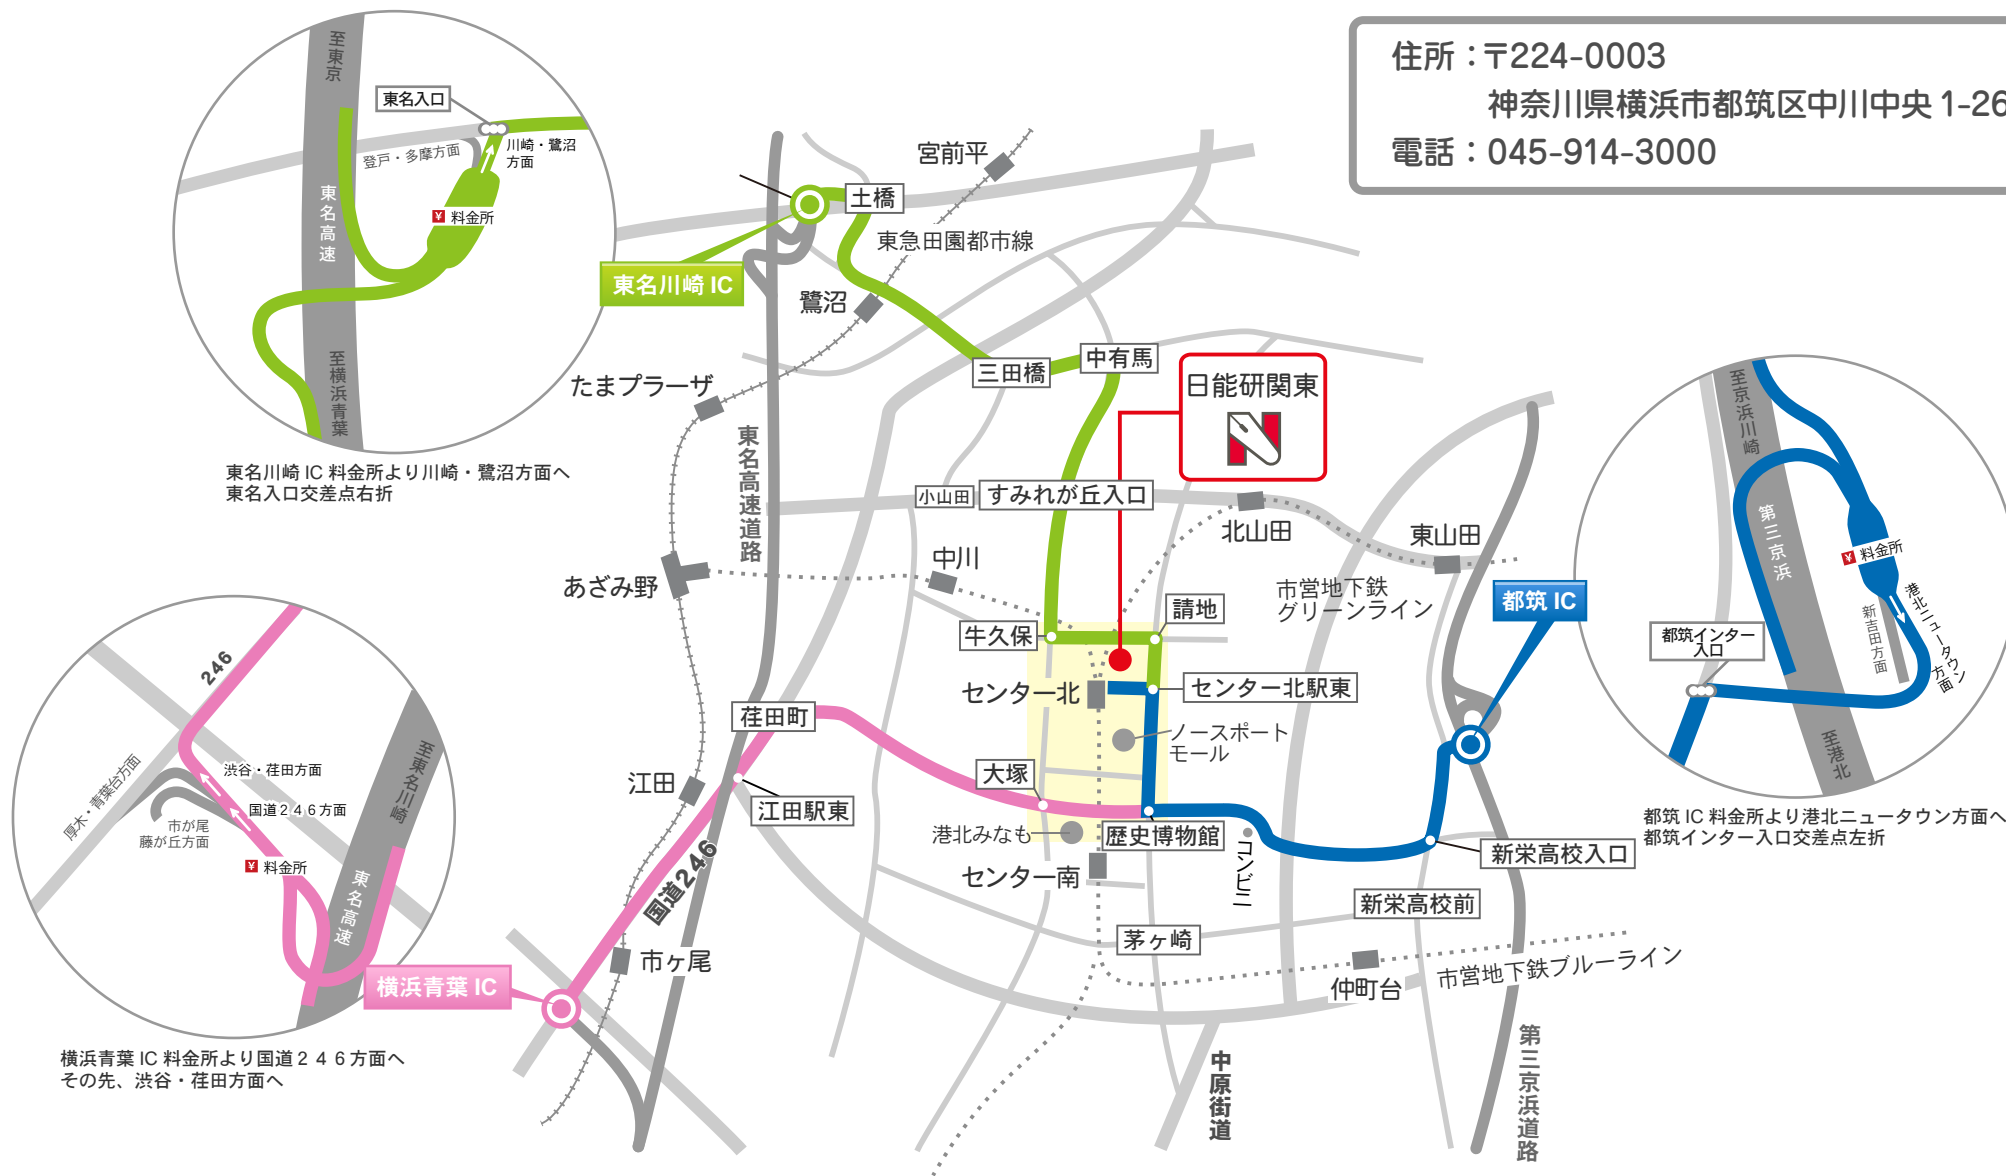 住所：〒224-0003
神奈川県横浜市都筑区中川中央 1-26
電話：045-914-3000
至東京
東名入口
登戸・多摩方面
川崎・鷺沼
方面
東名高速
¥ 料金所
至横浜青葉
東名川崎 IC 料金所より川崎・鷺沼方面へ
東名入口交差点右折
宮前平
土橋
東急田園都市線
東名川崎 IC
鷺沼
三田橋
中有馬
日能研関東
たまプラーザ
東名高速道路
小山田
すみれが丘入口
北山田
東山田
中川
あざみ野
市営地下鉄
グリーンライン
都筑 IC
請地
牛久保
センター北
センター北駅東
荏田町
ノースポート
モール
大塚
江田
江田駅東
港北みなも
歴史博物館
コンビニ
新栄高校入口
国道246
センター南
新栄高校前
茅ヶ崎
市ヶ尾
市営地下鉄ブルーライン
仲町台
横浜青葉 IC
中原街道
第三京浜道路
至京浜川崎
第三京浜
¥ 料金所
港北ニュータウン
方面
新吉田方面
都筑インター
入口
至港北
都筑 IC 料金所より港北ニュータウン方面へ
都筑インター入口交差点左折
246
至東名川崎
厚木・青葉台方面
渋谷・荏田方面
国道２４６方面
市が尾
藤が丘方面
¥ 料金所
東名高速
横浜青葉 IC 料金所より国道２４６方面へ
その先、渋谷・荏田方面へ